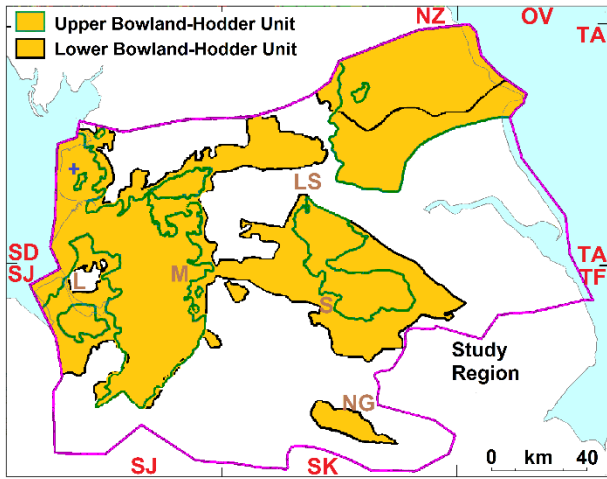 Upper Bowland-Hodder Unit
Lower Bowland-Hodder Unit
NZ OV
TA
LS
SD
SJ
L
M
S
TA
TF
Study
Region
NG
SJ SK
0 km 40